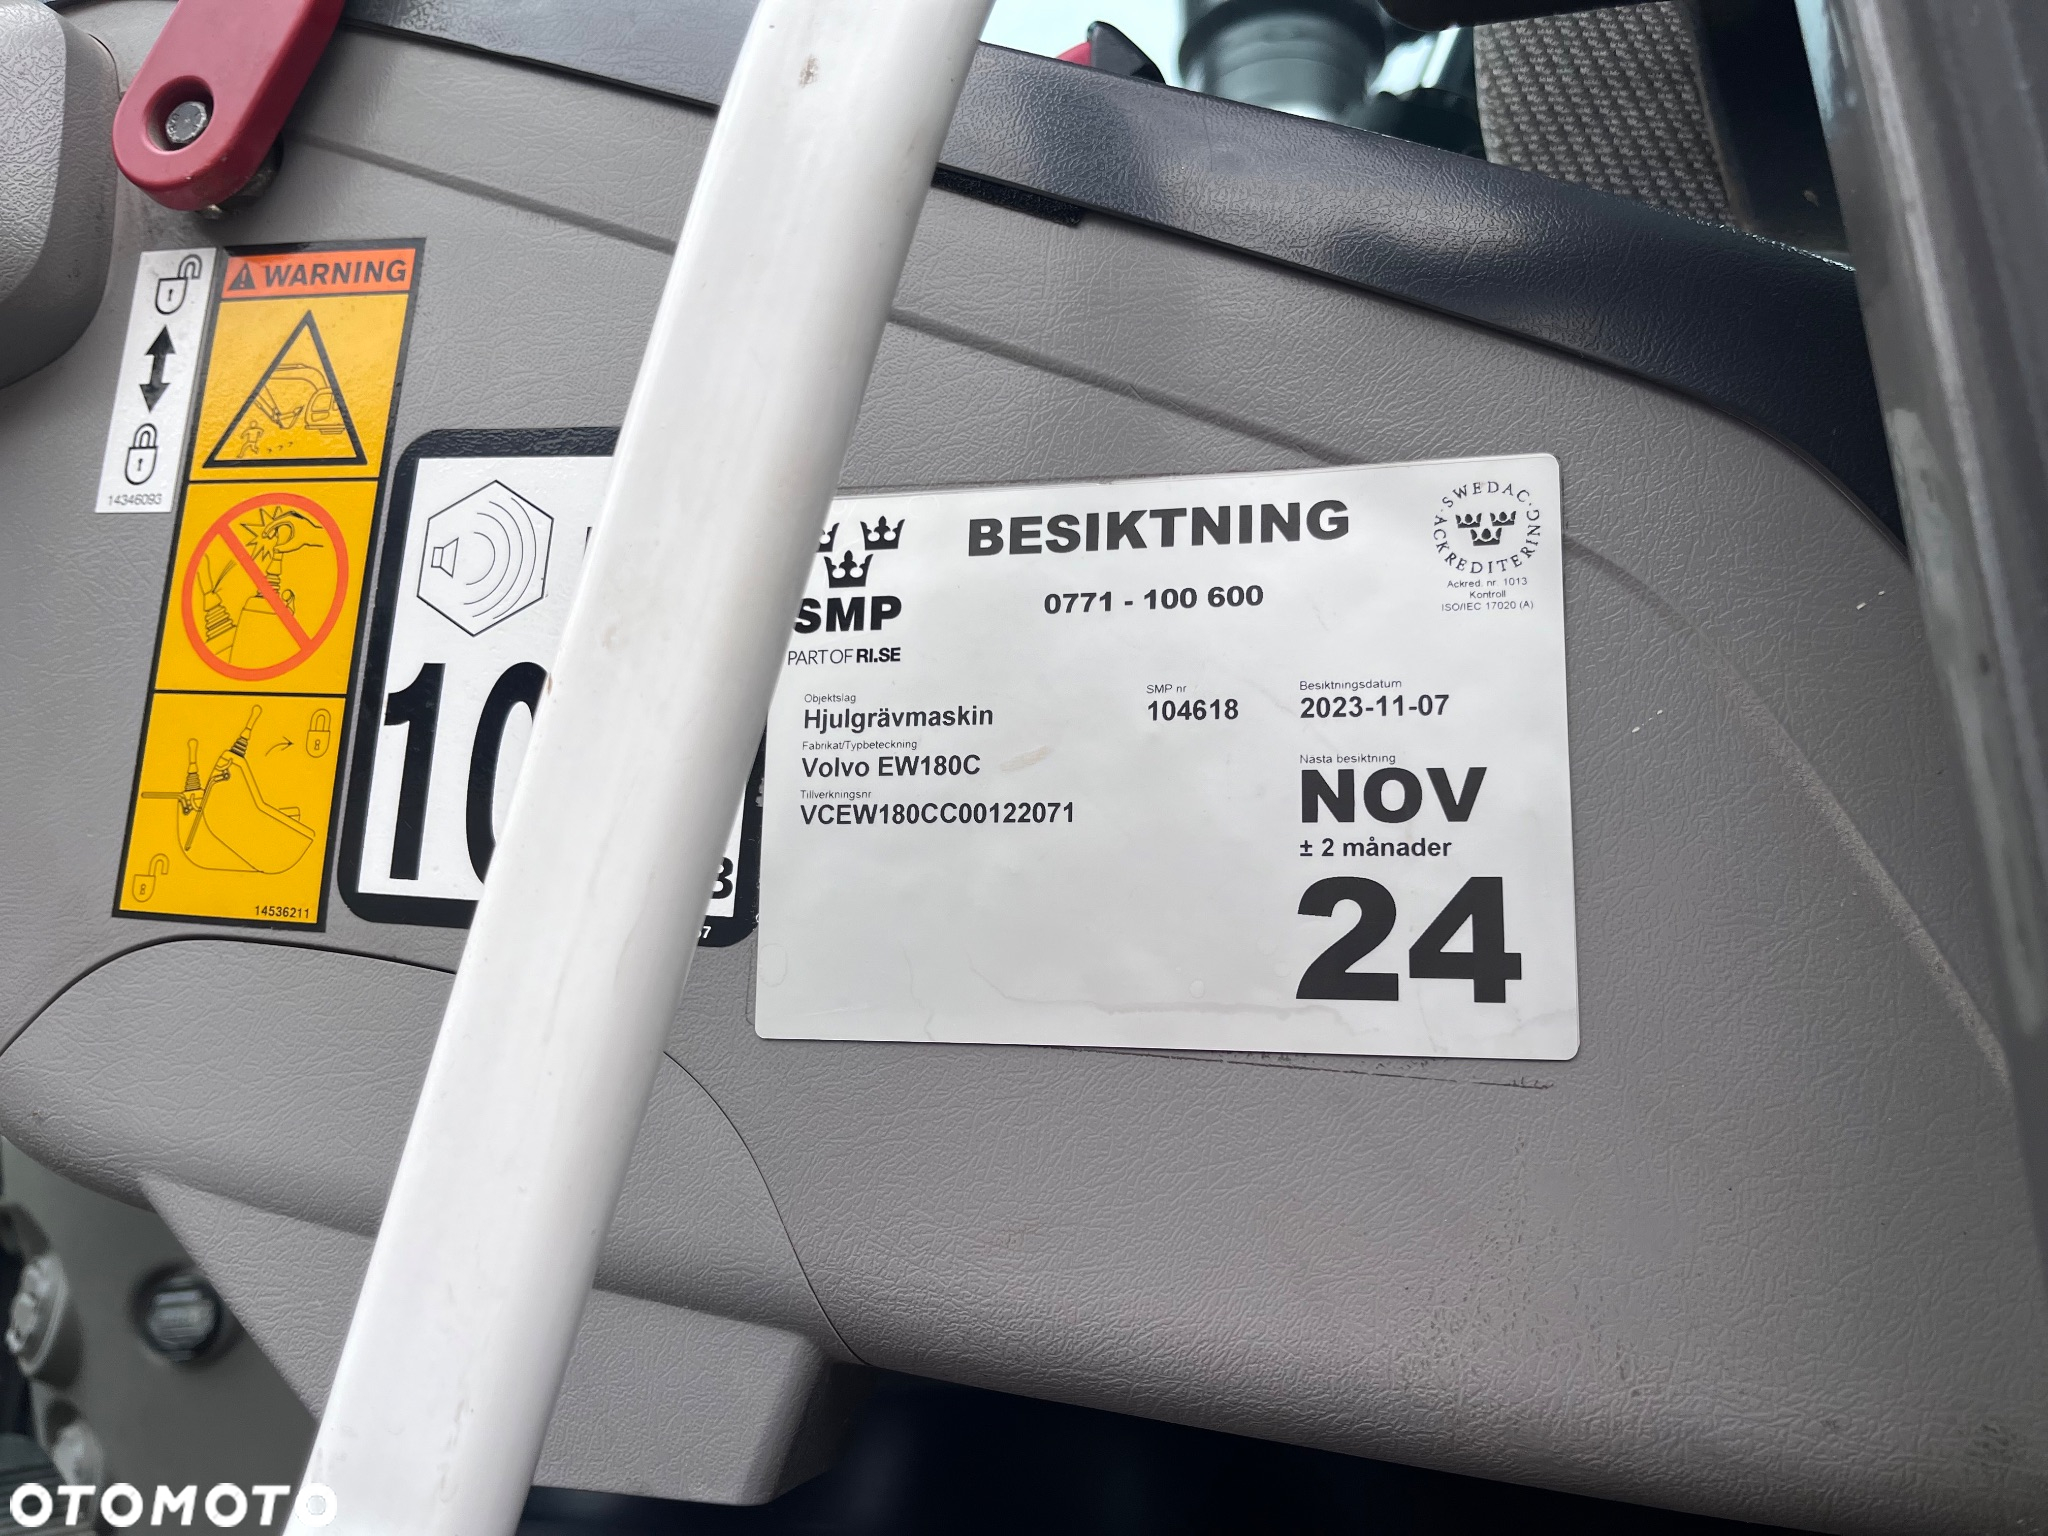 WARNING
14346093
14536211
BESIKTNING
0771 - 100 600
SMP
PART OF RI.SE
SWEDAC
ACKREDITERING
Ackred. nr 1013
Kontroll
ISO/IEC 17020 (A)
Objektslag
Hjulgrävmaskin
Fabrikat/Typbeteckning
Volvo EW180C
Tillverkningsnr
VCEW180CC00122071
SMP nr
104618
Besiktningsdatum
2023-11-07
Nästa besiktning
NOV
± 2 månader
24
OTOMOTO